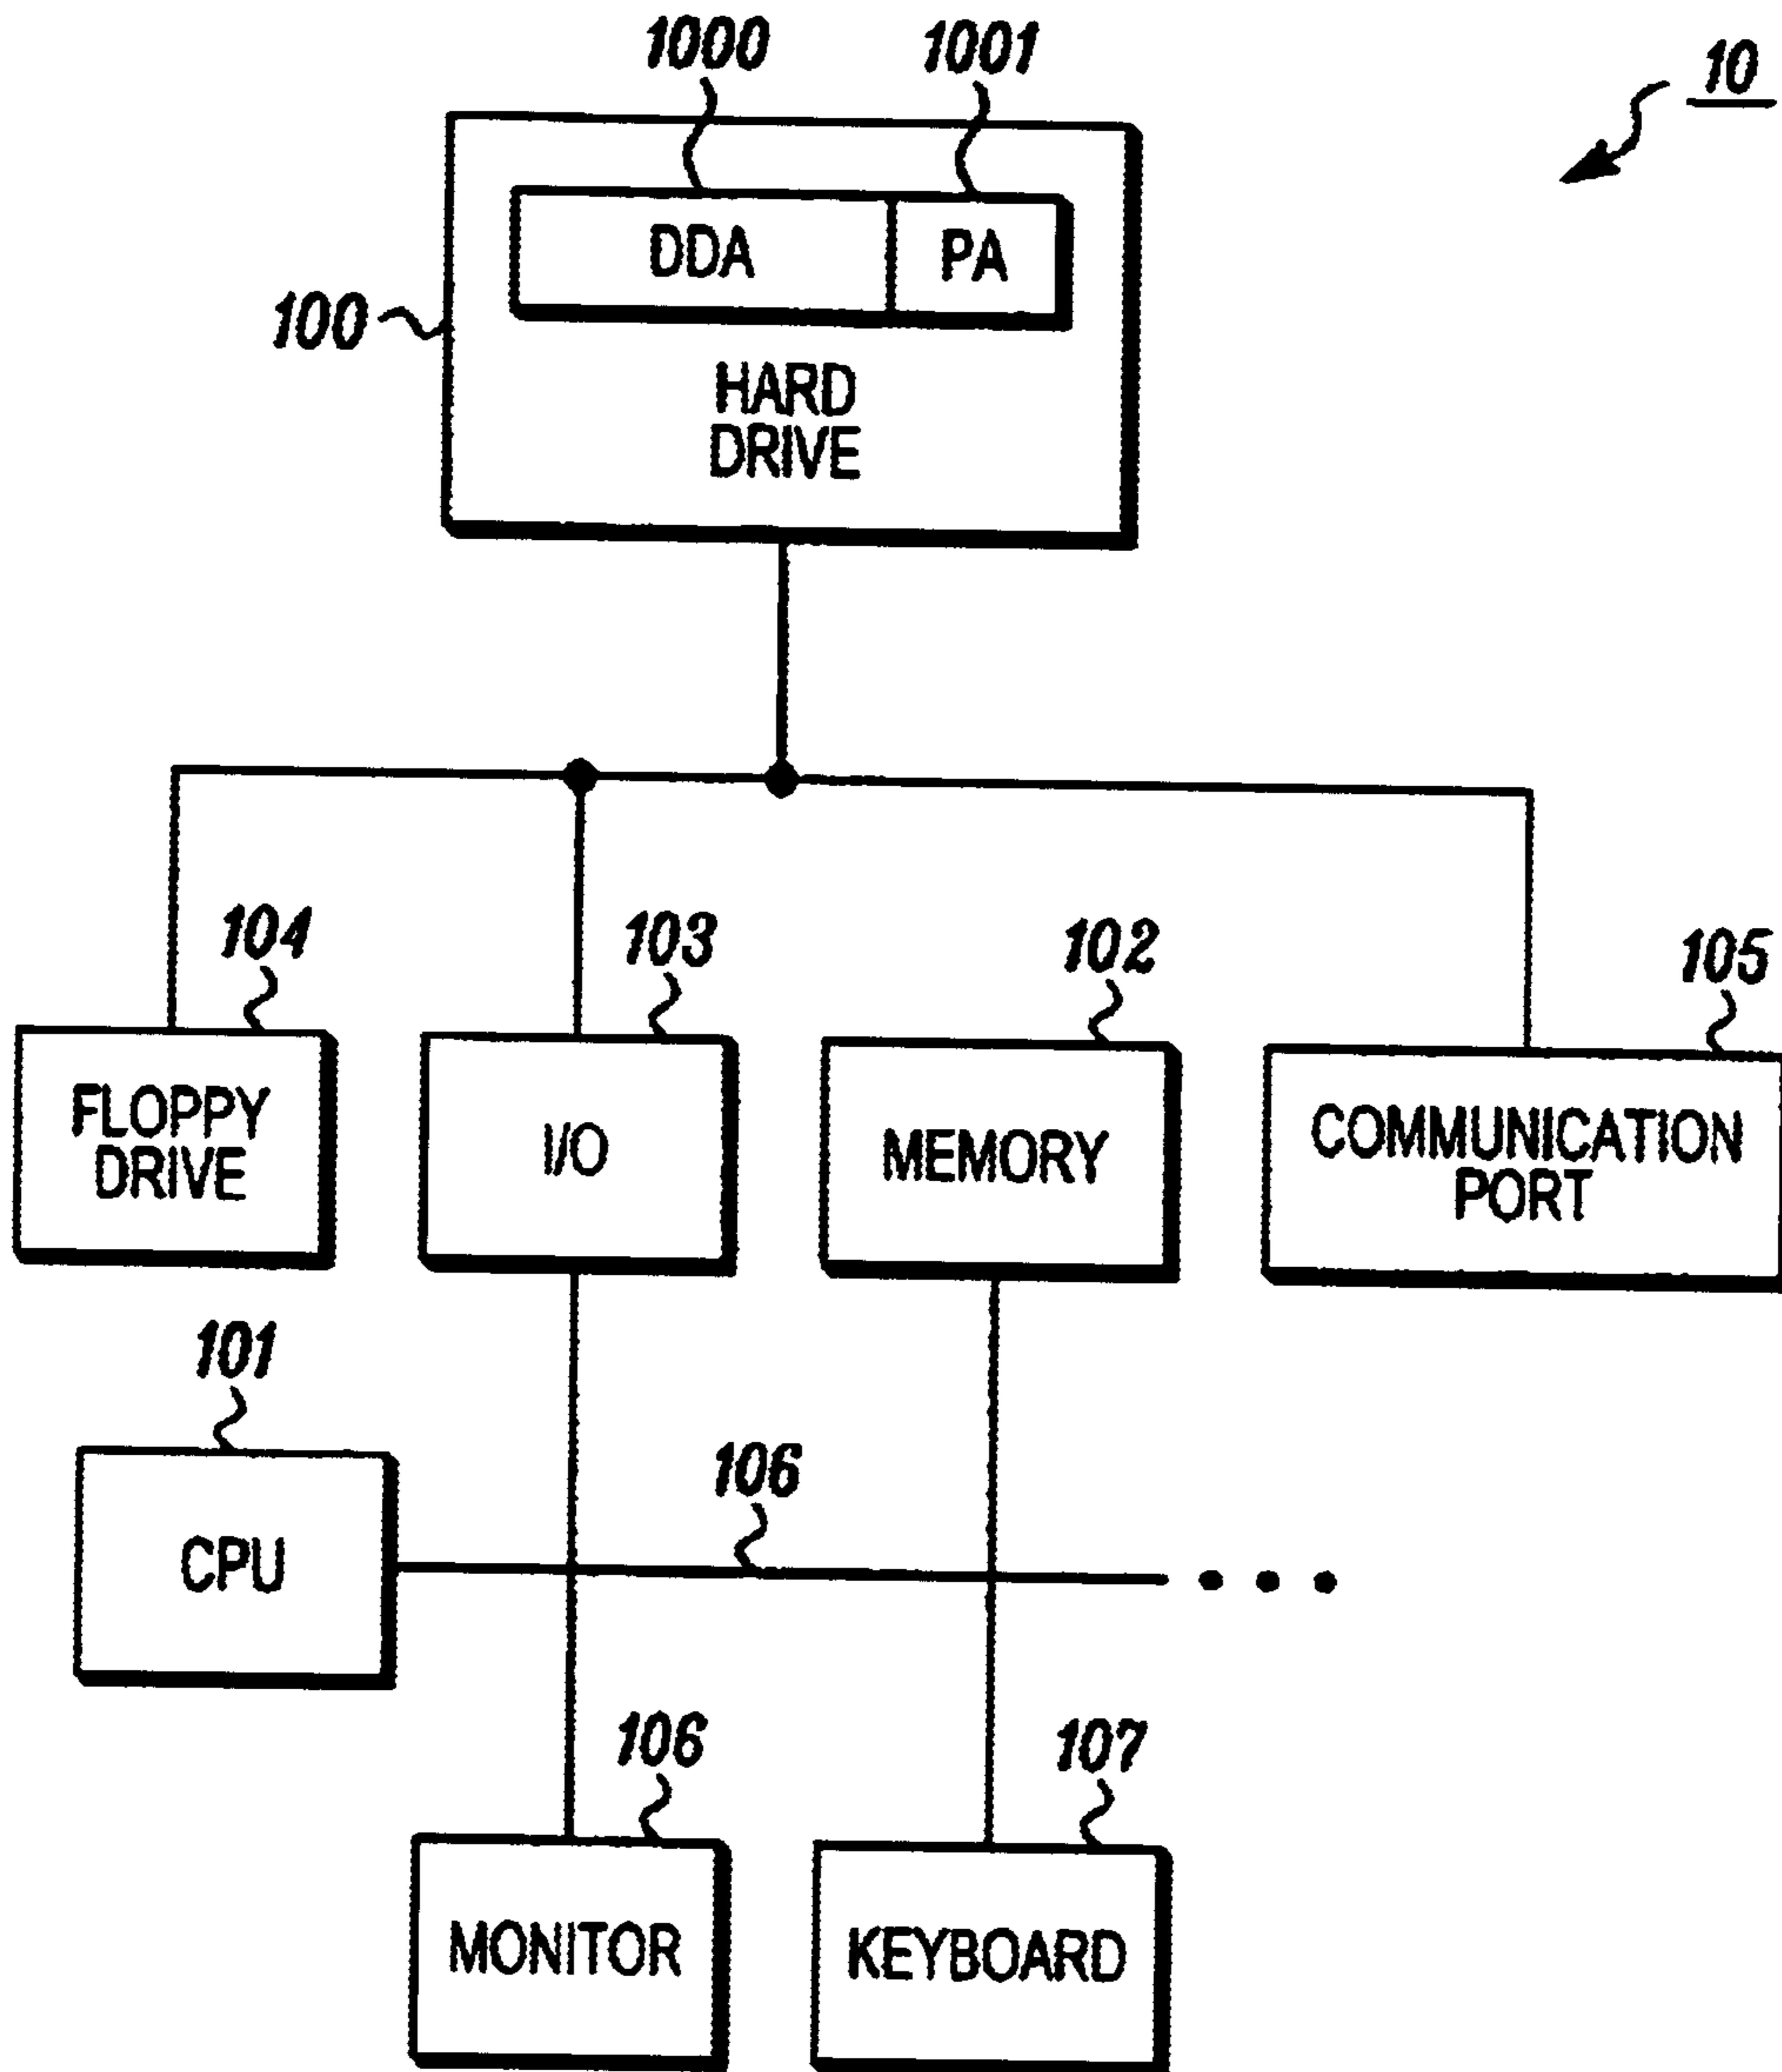 1000
1001
10
DDA
PA
100
HARD
DRIVE
104
103
102
105
FLOPPY
DRIVE
I/O
MEMORY
COMMUNICATION
PORT
101
106
CPU
106
107
MONITOR
KEYBOARD